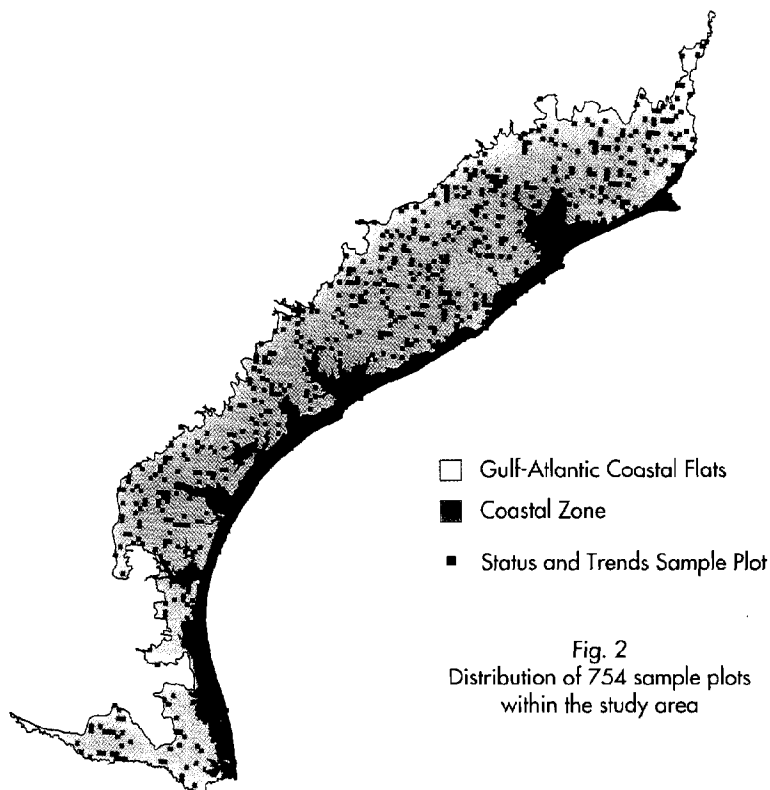 Gulf-Atlantic Coastal Flats
Coastal Zone
Status and Trends Sample Plot
Fig. 2
Distribution of 754 sample plots
within the study area